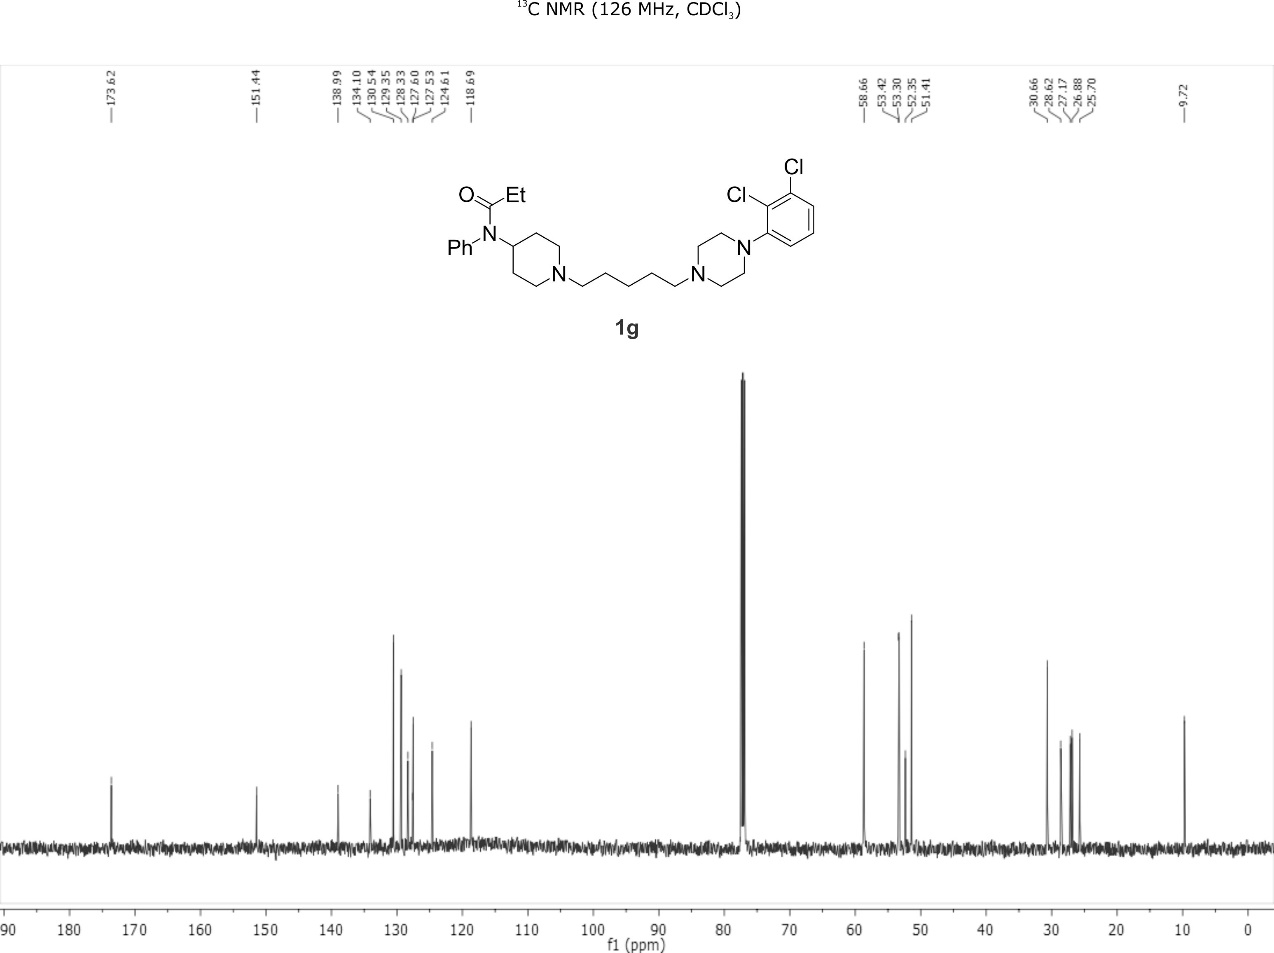 ¹³C NMR (126 MHz, CDCl₃)
173.62
151.44
138.99
134.10
130.54
129.35
128.33
127.60
127.53
124.61
118.69
58.66
53.42
53.30
52.35
51.41
30.66
28.62
27.17
26.88
25.70
9.72
Cl
O Et Cl
N N
Ph
N N
1g
90 180 170 160 150 140 130 120 110 100 90 80 70 60 50 40 30 20 10 0
f1 (ppm)